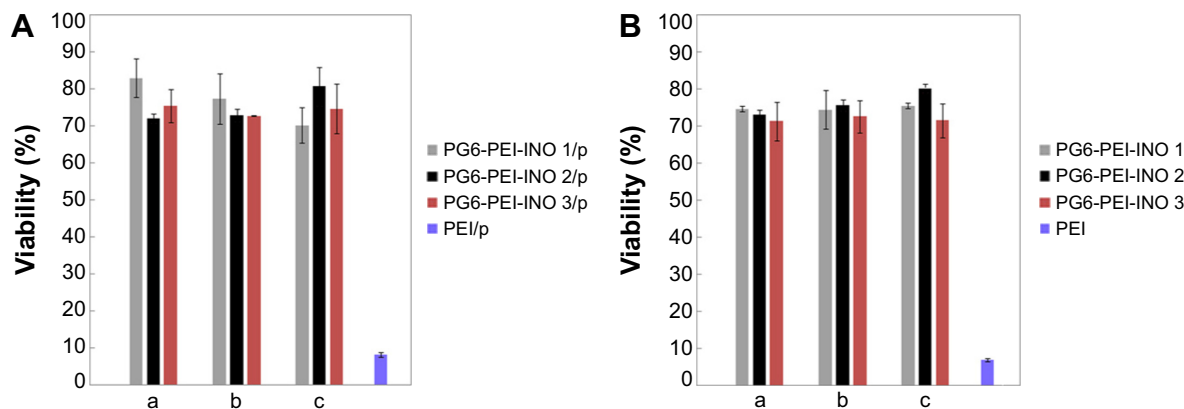 A
Viability (%)
100
90
80
70
60
50
40
30
20
10
0
a b c
PG6-PEI-INO 1/p
PG6-PEI-INO 2/p
PG6-PEI-INO 3/p
PEI/p
B
Viability (%)
100
90
80
70
60
50
40
30
20
10
0
a b c
PG6-PEI-INO 1
PG6-PEI-INO 2
PG6-PEI-INO 3
PEI